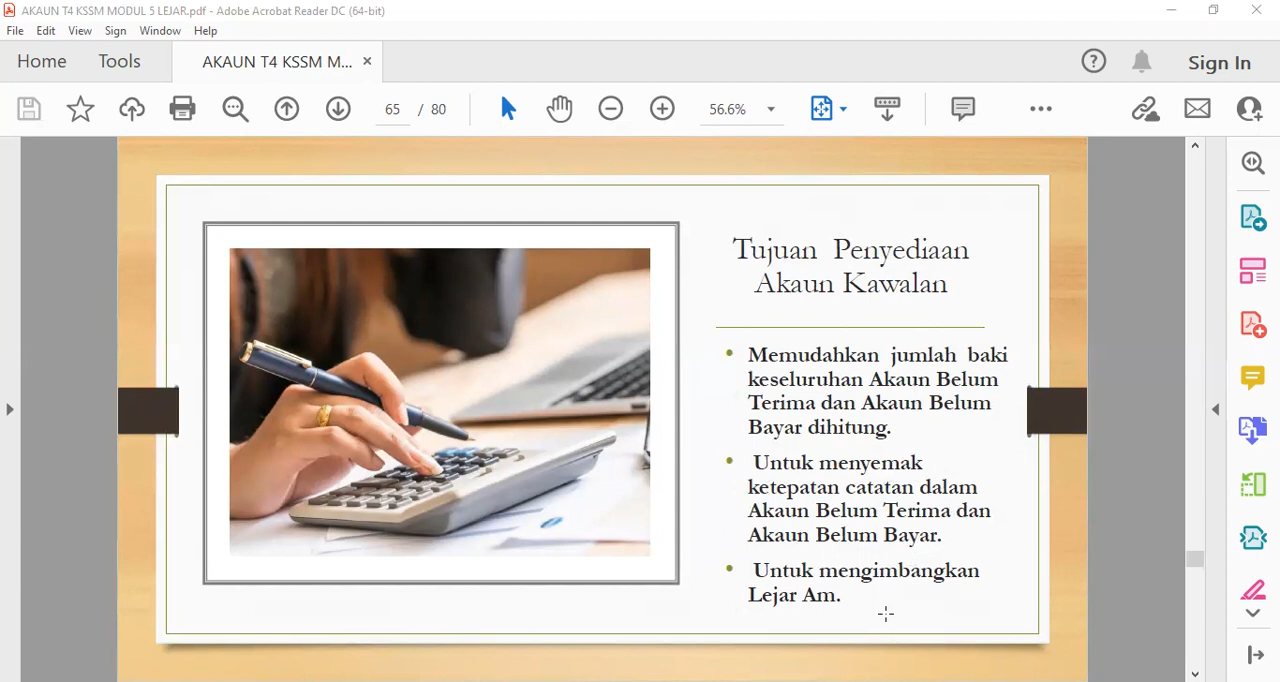 AKAUN T4 KSSM MODUL 5 LEJAR.pdf - Adobe Acrobat Reader DC (64-bit)
File Edit View Sign Window Help
Home Tools AKAUN T4 KSSM M... × Sign In
65 / 80 56.6%
Tujuan Penyediaan
Akaun Kawalan
• Memudahkan jumlah baki
keseluruhan Akaun Belum
Terima dan Akaun Belum
Bayar dihitung.
• Untuk menyemak
ketepatan catatan dalam
Akaun Belum Terima dan
Akaun Belum Bayar.
• Untuk mengimbangkan
Lejar Am.